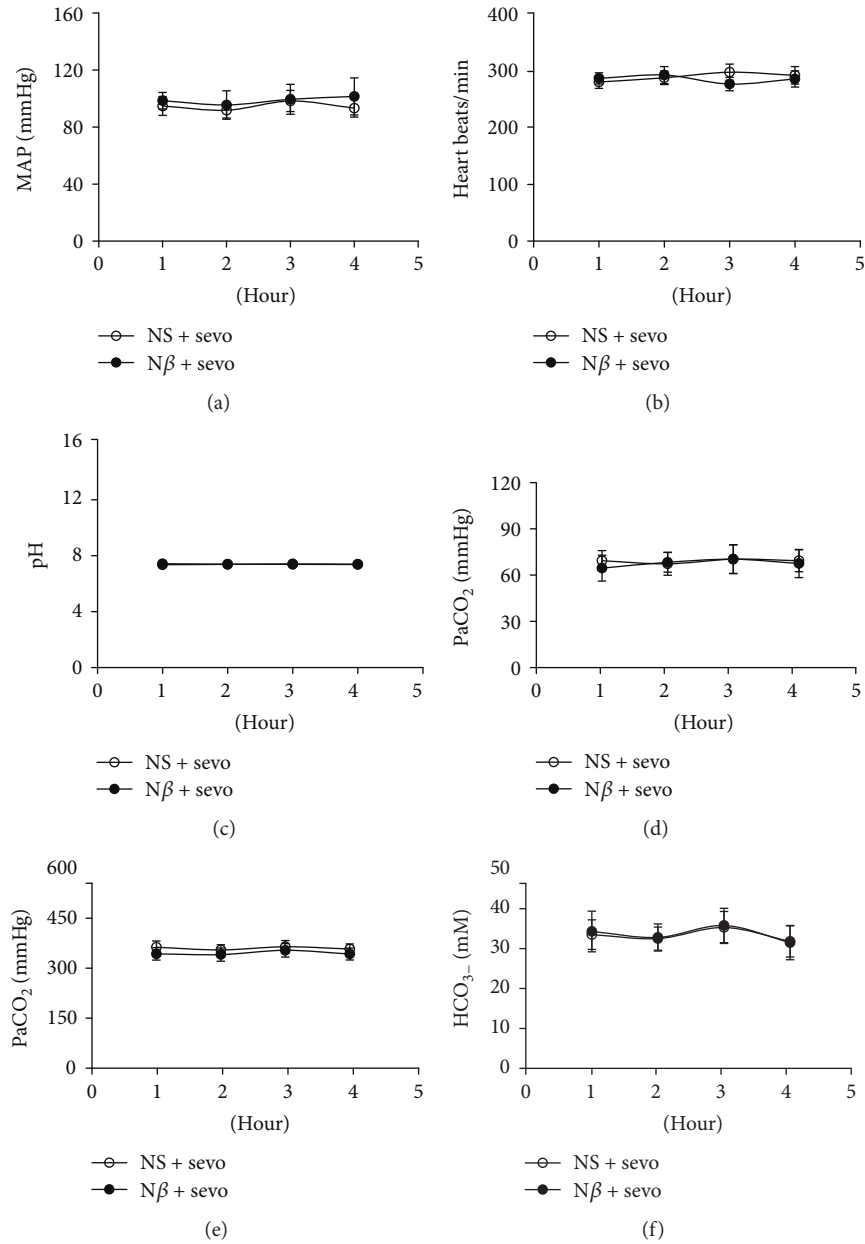 MAP (mmHg)
160
120
80
40
0
0 1 2 3 4 5
(Hour)
NS + sevo
Nβ + sevo
(a)
Heart beats/min
400
300
200
100
0
0 1 2 3 4 5
(Hour)
NS + sevo
Nβ + sevo
(b)
pH
16
12
8
4
0
0 1 2 3 4 5
(Hour)
NS + sevo
Nβ + sevo
(c)
PaCO₂ (mmHg)
120
90
60
30
0
0 1 2 3 4 5
(Hour)
NS + sevo
Nβ + sevo
(d)
PaCO₂ (mmHg)
600
450
300
150
0
0 1 2 3 4 5
(Hour)
NS + sevo
Nβ + sevo
(e)
HCO₃₋ (mM)
50
40
30
20
10
0
0 1 2 3 4 5
(Hour)
NS + sevo
Nβ + sevo
(f)